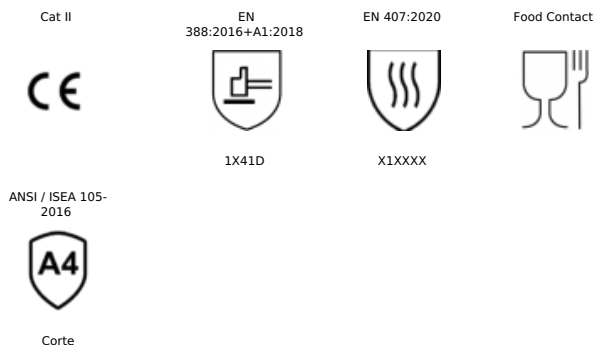 Cat II
EN
388:2016+A1:2018
EN 407:2020
Food Contact
CE
1X41D
X1XXXX
ANSI / ISEA 105-
2016
A4
Corte